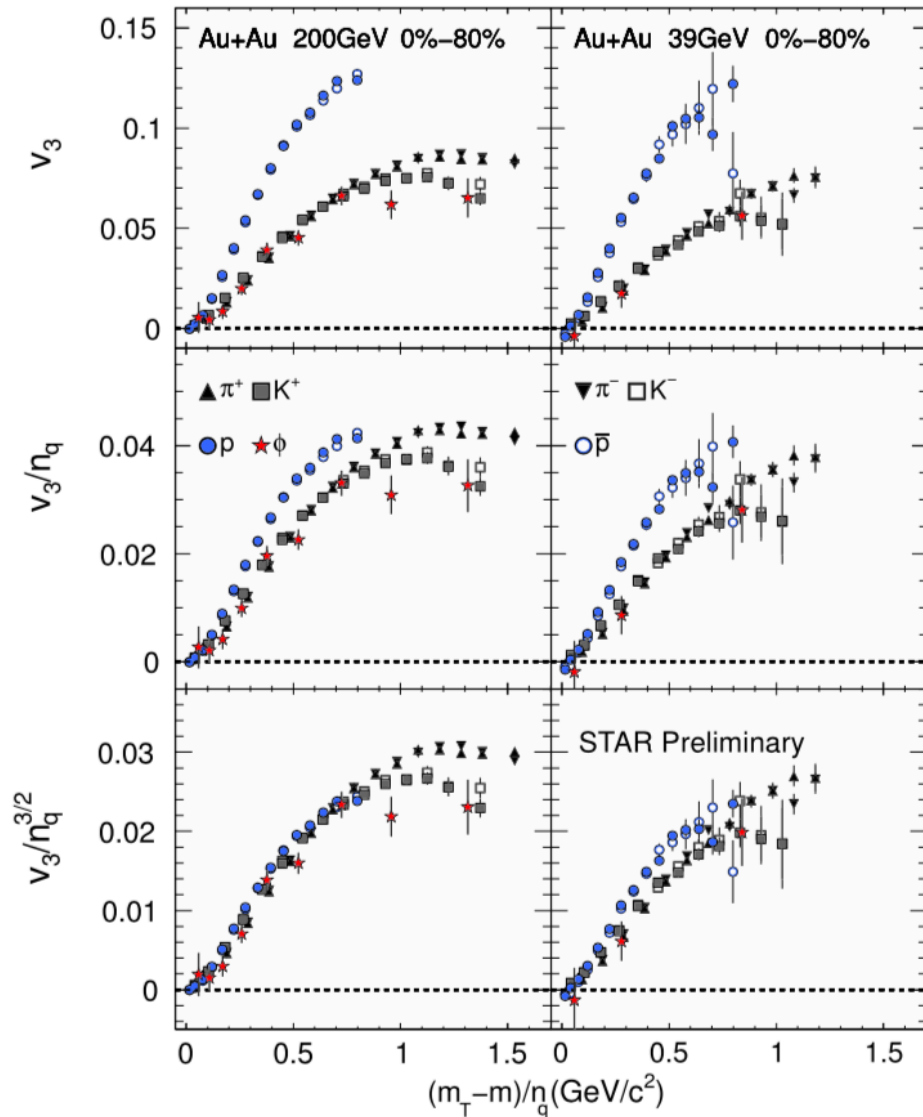 Au+Au 200GeV 0%−80%
Au+Au 39GeV 0%−80%
0.15
0.1
0.05
0
v3
π+ K+
p ϕ
π− K−
p̅
0.04
0.02
0
v3/nq
STAR Preliminary
0.03
0.02
0.01
0
v3/nq^3/2
0 0.5 1 1.5 0 0.5 1 1.5
(mT−m)/nq(GeV/c2)